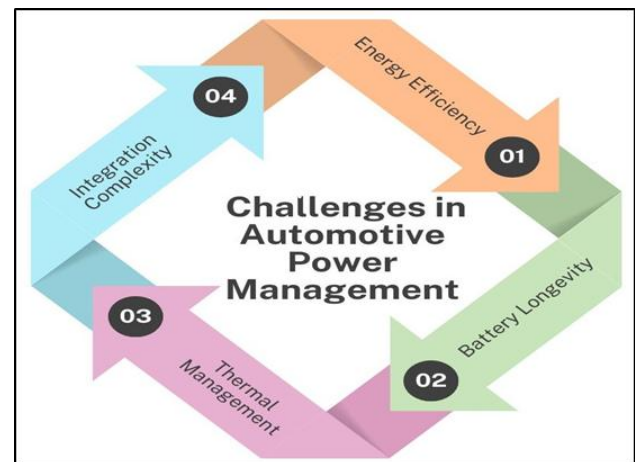 Energy Efficiency
01
Battery Longevity
02
Thermal
Management
03
Integration
Complexity
04
Challenges in
Automotive
Power
Management